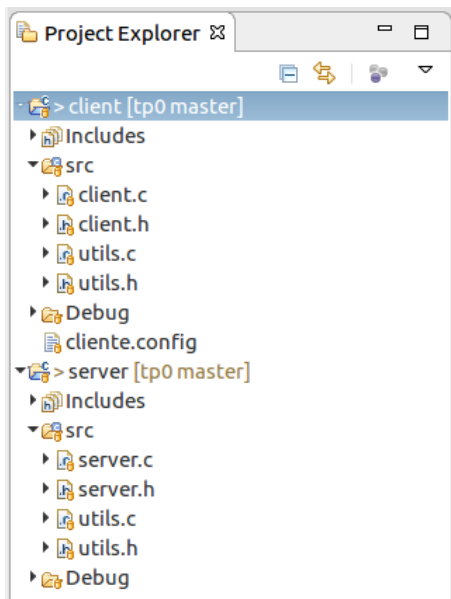 Project Explorer
> client [tp0 master]
Includes
src
client.c
client.h
utils.c
utils.h
Debug
cliente.config
> server [tp0 master]
Includes
src
server.c
server.h
utils.c
utils.h
Debug